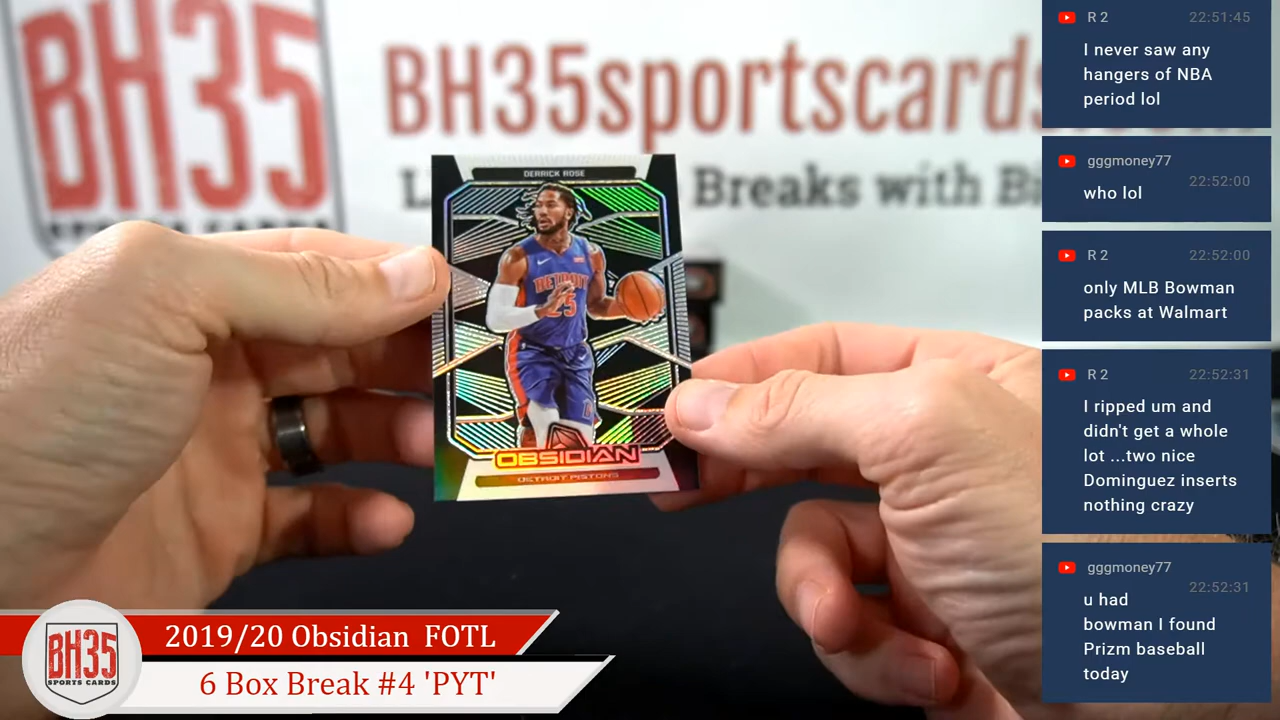 BH35
SPORTS CARDS
BH35sportscards.com
Breaks with
DERRICK ROSE
DETROIT
25
OBSIDIAN
DETROIT PISTONS
2019/20 Obsidian FOTL
6 Box Break #4 'PYT'
BH35
SPORTS CARDS
R 2
22:51:45
I never saw any
hangers of NBA
period lol
gggmoney77
22:52:00
who lol
R 2
22:52:00
only MLB Bowman
packs at Walmart
R 2
22:52:31
I ripped um and
didn't get a whole
lot ...two nice
Dominguez inserts
nothing crazy
gggmoney77
22:52:31
u had
bowman I found
Prizm baseball
today